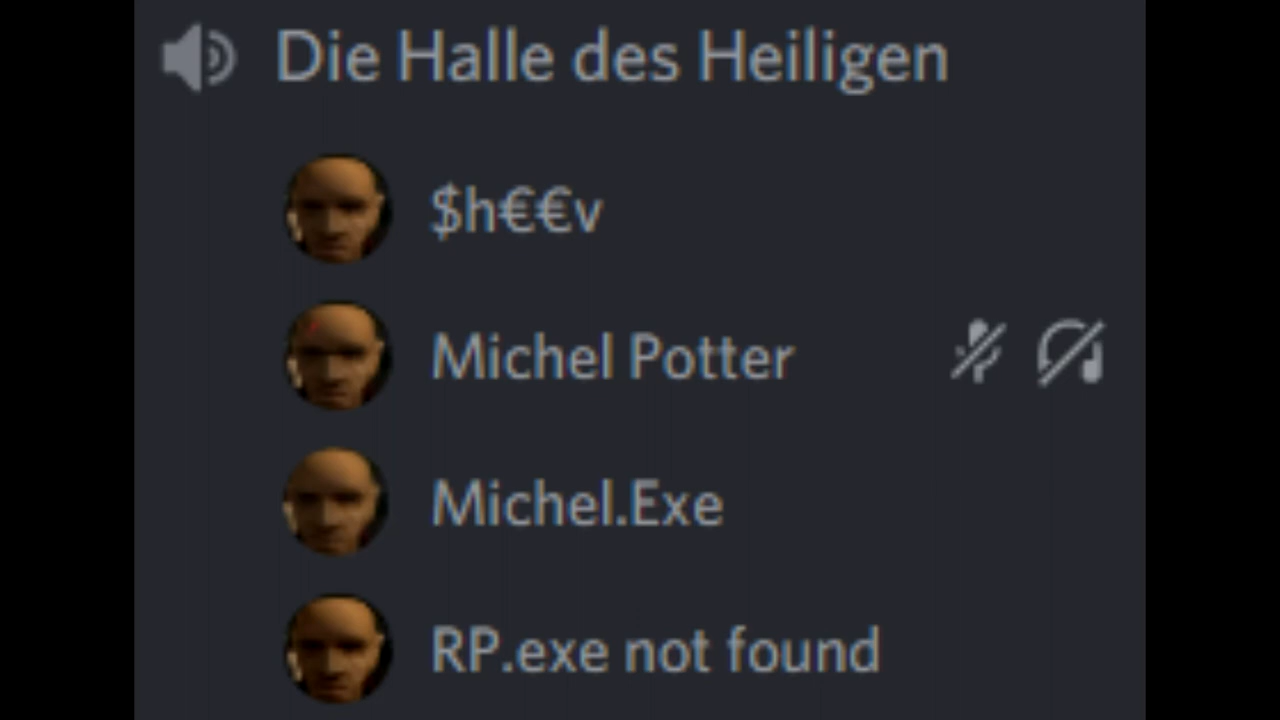 Die Halle des Heiligen
$h€€v
Michel Potter
Michel.Exe
RP.exe not found